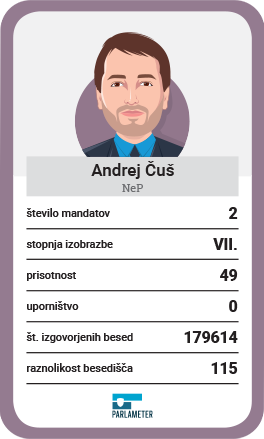 Andrej Čuš
NeP
število mandatov 2
stopnja izobrazbe VII.
prisotnost 49
uporništvo 0
št. izgovorjenih besed 179614
raznolikost besedišča 115
PARLAMETER